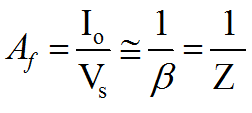 A_f = I_o / V_s ≅ 1 / β = 1 / Z